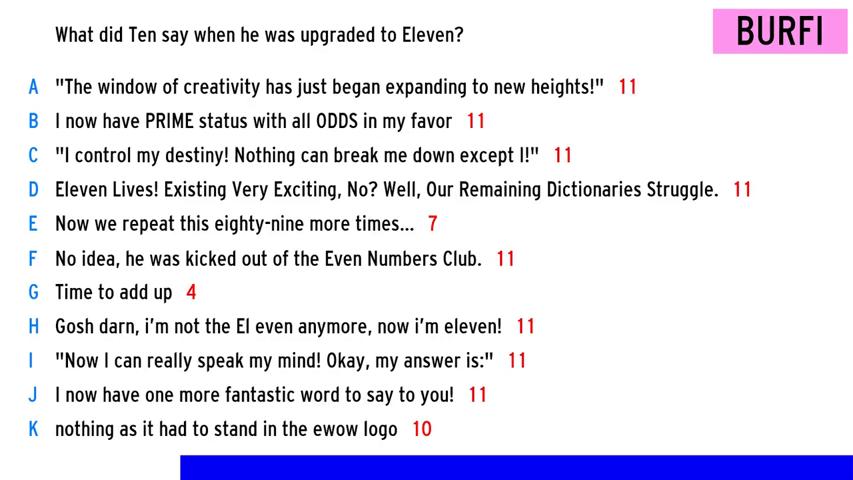 What did Ten say when he was upgraded to Eleven?
BURFI
A "The window of creativity has just began expanding to new heights!" 11
B I now have PRIME status with all ODDS in my favor 11
C "I control my destiny! Nothing can break me down except I!" 11
D Eleven Lives! Existing Very Exciting, No? Well, Our Remaining Dictionaries Struggle. 11
E Now we repeat this eighty-nine more times... 7
F No idea, he was kicked out of the Even Numbers Club. 11
G Time to add up 4
H Gosh darn, i'm not the El even anymore, now i'm eleven! 11
I "Now I can really speak my mind! Okay, my answer is:" 11
J I now have one more fantastic word to say to you! 11
K nothing as it had to stand in the ewow logo 10